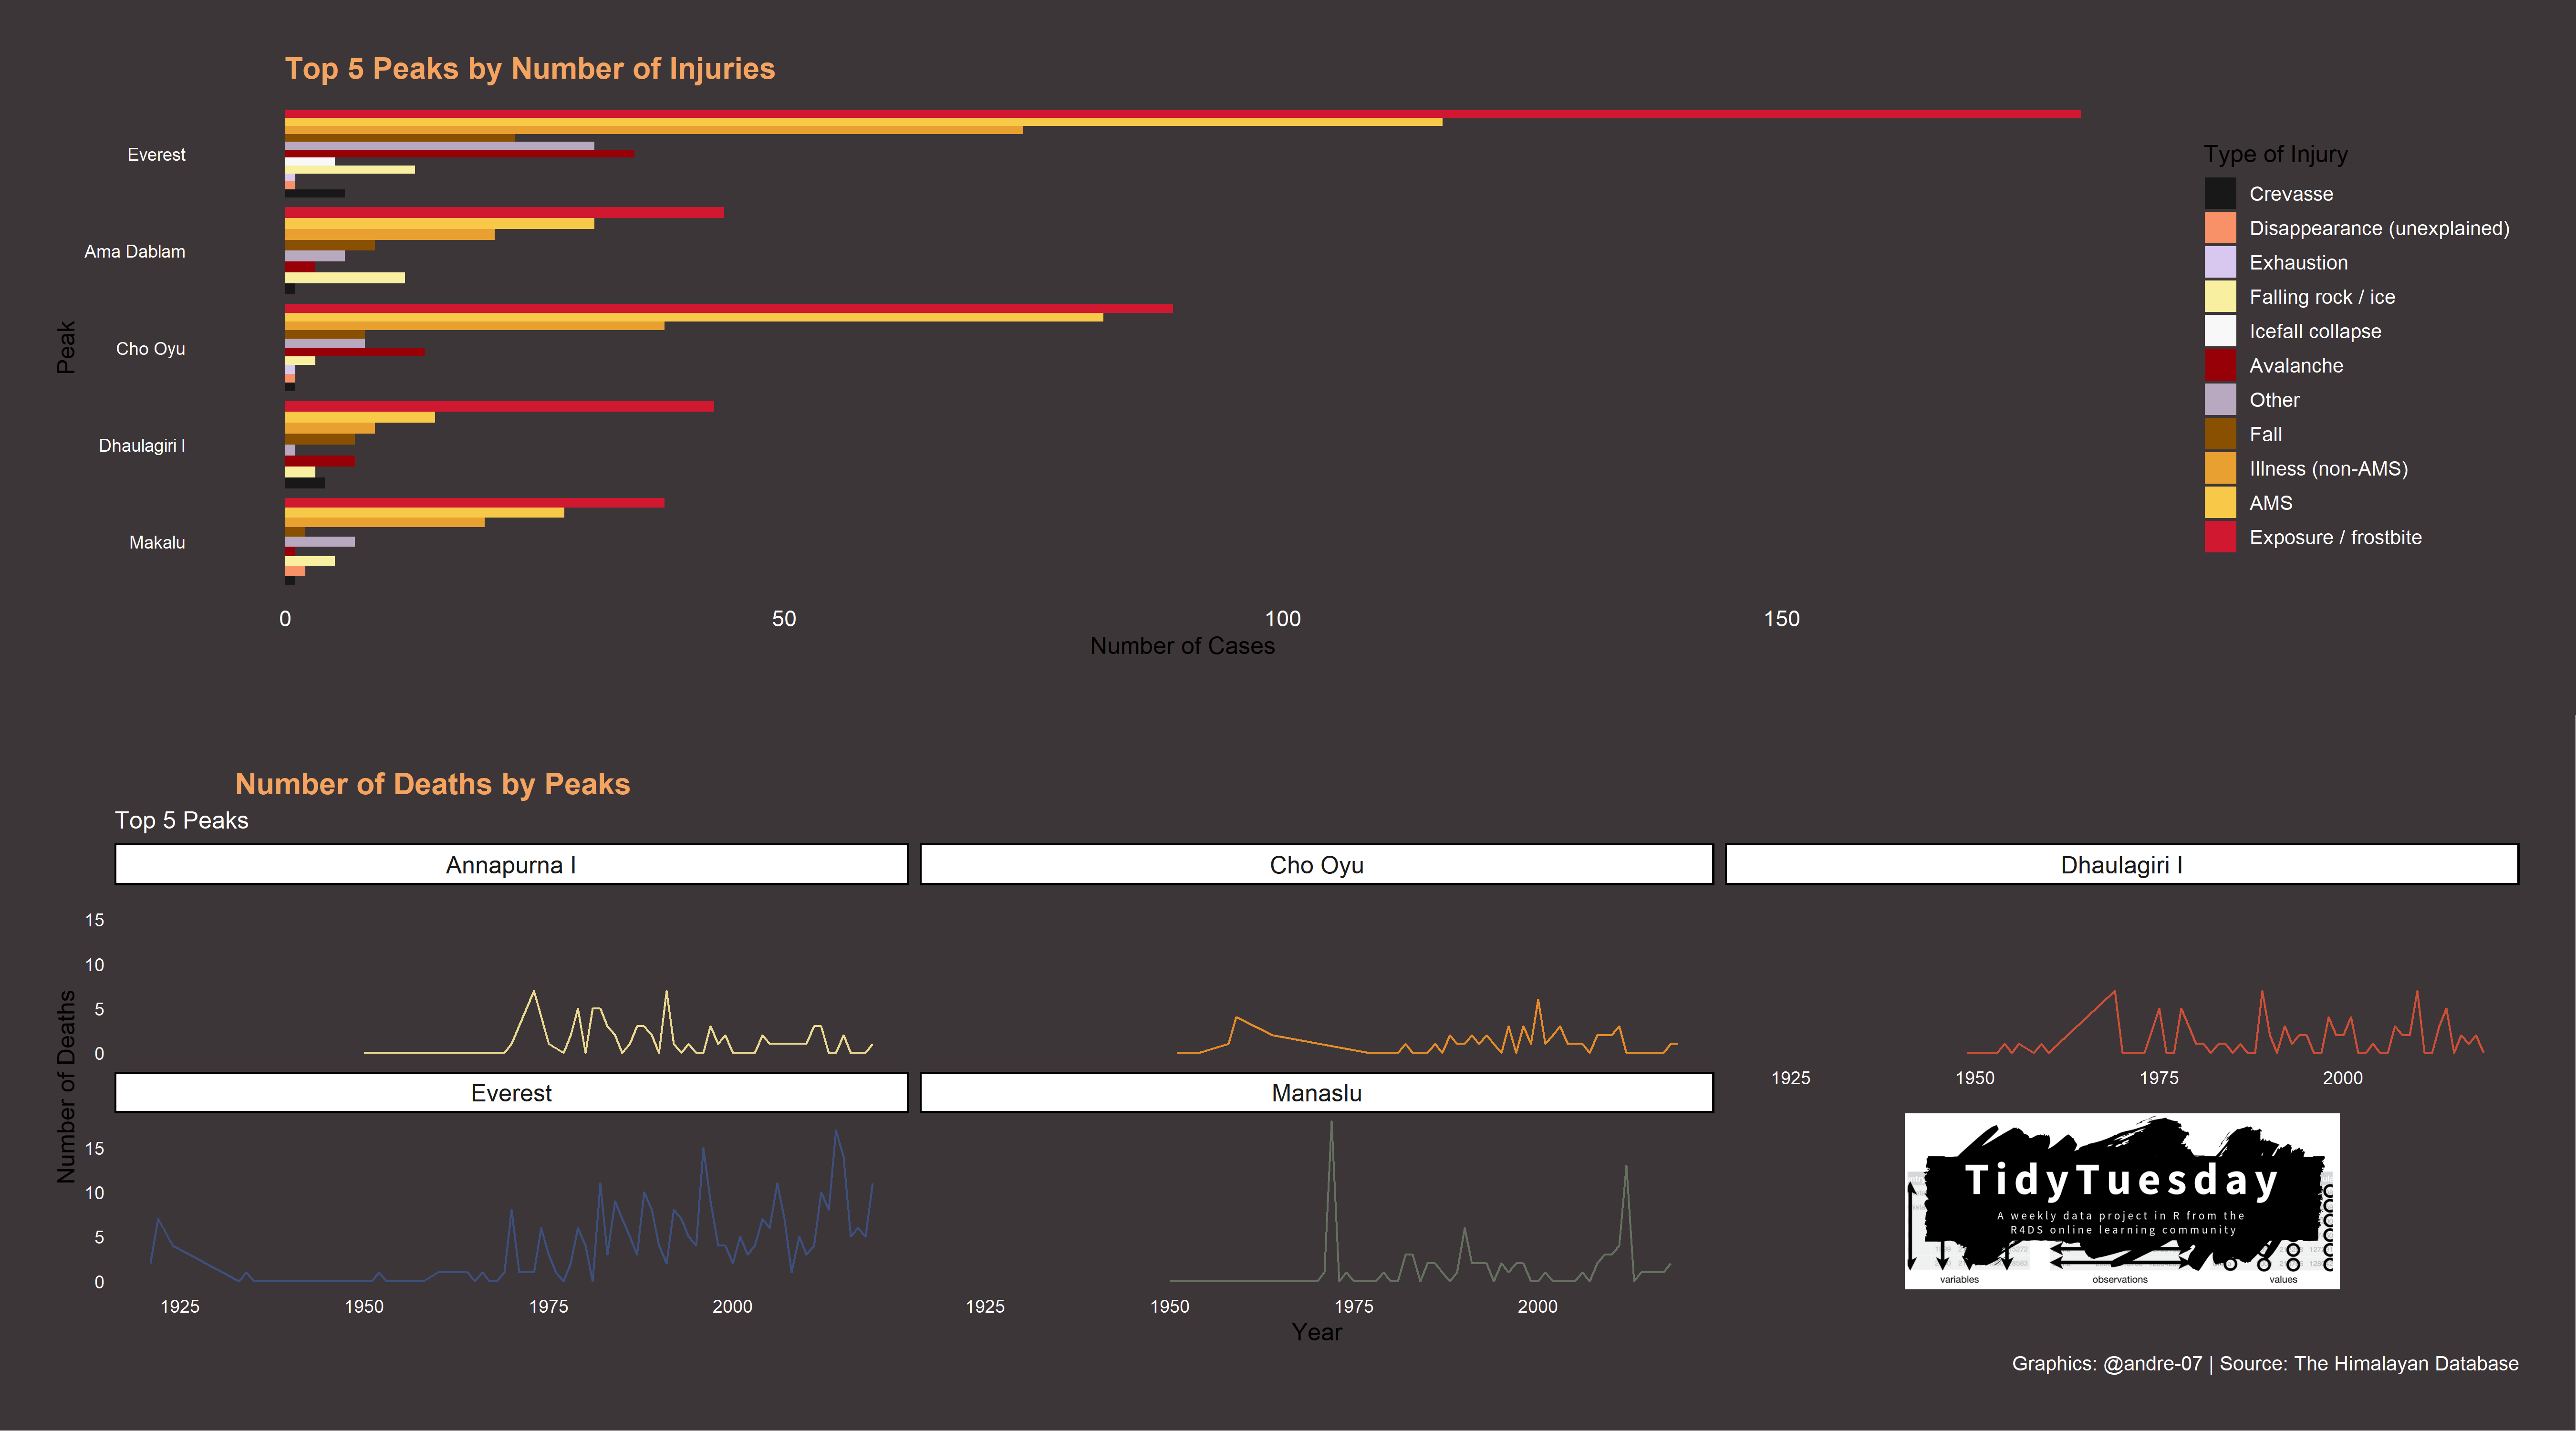 Top 5 Peaks by Number of Injuries
Peak
Everest
Ama Dablam
Cho Oyu
Dhaulagiri I
Makalu
0 50 100 150
Number of Cases
Type of Injury
Crevasse
Disappearance (unexplained)
Exhaustion
Falling rock / ice
Icefall collapse
Avalanche
Other
Fall
Illness (non-AMS)
AMS
Exposure / frostbite
Number of Deaths by Peaks
Top 5 Peaks
Number of Deaths
Annapurna I Cho Oyu Dhaulagiri I
15
10
5
0
1925 1950 1975 2000
Everest Manaslu
15
10
5
0
1925 1950 1975 2000 1925 1950 1975 2000
Year
TidyTuesday
A weekly data project in R from the
R4DS online learning community
variables observations values
Graphics: @andre-07 | Source: The Himalayan Database